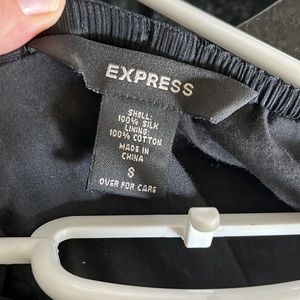 EXPRESS
SHELL:
100% SILK
LINING:
100% COTTON
MADE IN
CHINA
S
OVER FOR CARE